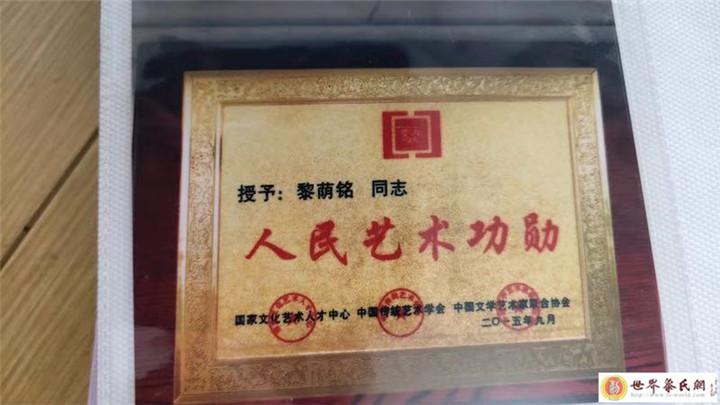 授予：黎荫铭 同志
人民艺术功勋
国家文化艺术人才中心 中国传统艺术学会 中国文学艺术家联合协会
二〇一五年九月
世界黎氏网